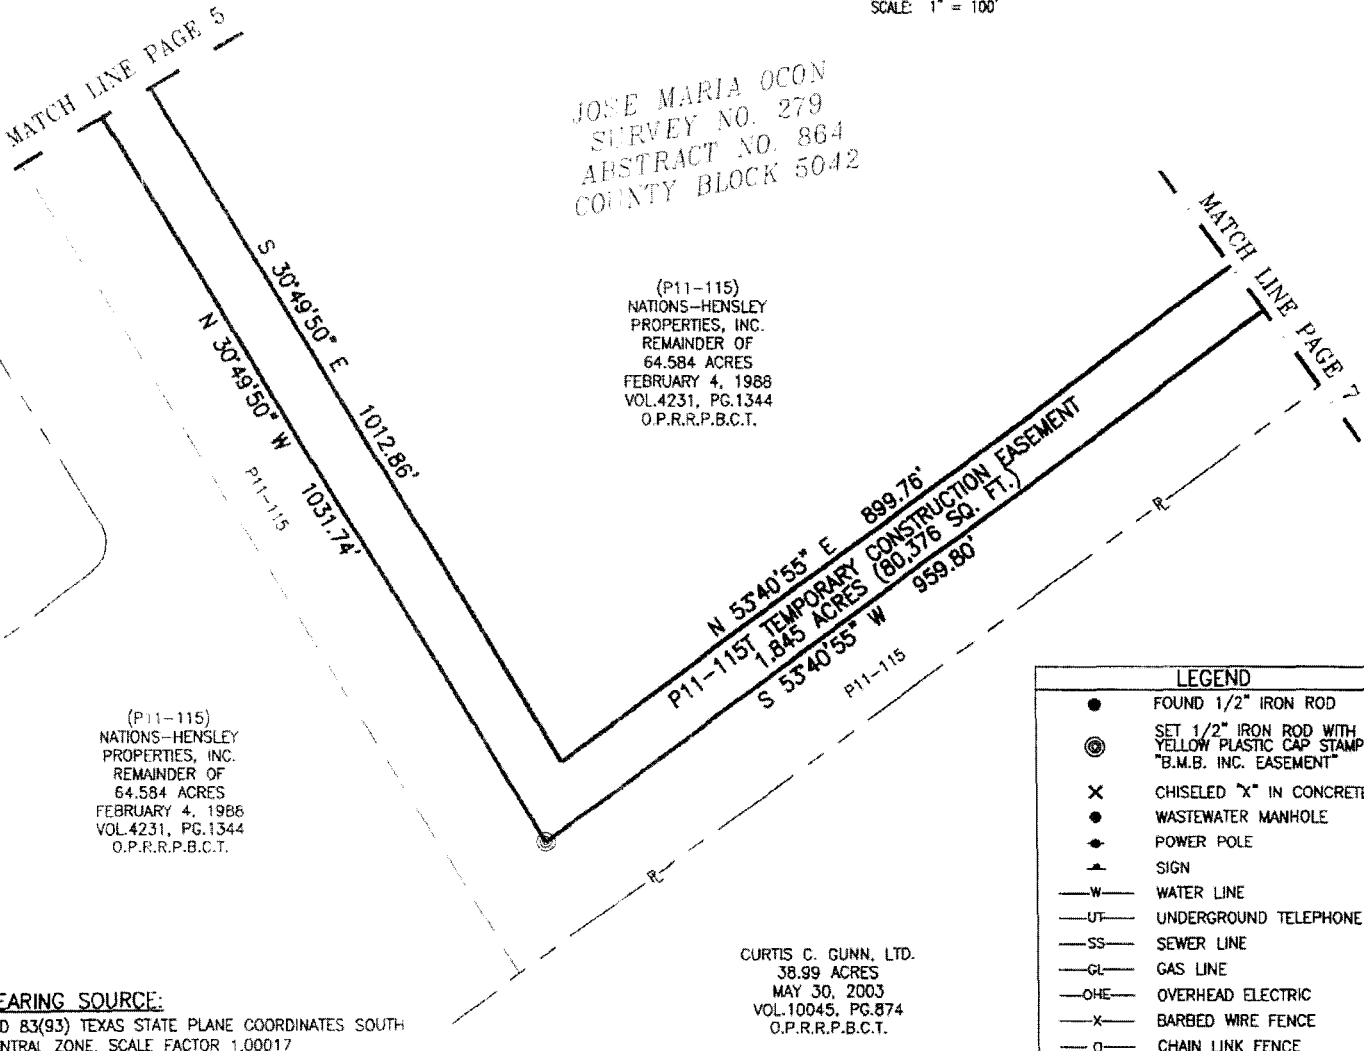 SCALE: 1" = 100'
MATCH LINE PAGE 5
JOSE MARIA OCON
SURVEY NO. 279
ABSTRACT NO. 864
COUNTY BLOCK 5042
MATCH LINE PAGE 7
S 30°49'50" E 1012.86'
N 30°49'50" W 1031.74'
P11-115
(P11-115)
NATIONS-HENSLEY
PROPERTIES, INC.
REMAINDER OF
64.584 ACRES
FEBRUARY 4, 1988
VOL.4231, PG.1344
O.P.R.R.P.B.C.T.
N 53°40'55" E 899.76'
P11-115T TEMPORARY CONSTRUCTION EASEMENT
1.845 ACRES (80,376 SQ. FT.)
S 53°40'55" W 959.80'
P11-115
PL
PL
(P11-115)
NATIONS-HENSLEY
PROPERTIES, INC.
REMAINDER OF
64.584 ACRES
FEBRUARY 4, 1988
VOL.4231, PG.1344
O.P.R.R.P.B.C.T.
CURTIS C. GUNN, LTD.
38.99 ACRES
MAY 30, 2003
VOL.10045, PG.874
O.P.R.R.P.B.C.T.
EARING SOURCE:
D 83(93) TEXAS STATE PLANE COORDINATES SOUTH
NTRAL ZONE, SCALE FACTOR 1.00017
LEGEND
FOUND 1/2" IRON ROD
SET 1/2" IRON ROD WITH
YELLOW PLASTIC CAP STAMP
"B.M.B. INC. EASEMENT"
CHISELED "X" IN CONCRETE
WASTEWATER MANHOLE
POWER POLE
SIGN
W WATER LINE
UT UNDERGROUND TELEPHONE
SS SEWER LINE
GL GAS LINE
OHE OVERHEAD ELECTRIC
X BARBED WIRE FENCE
O CHAIN LINK FENCE